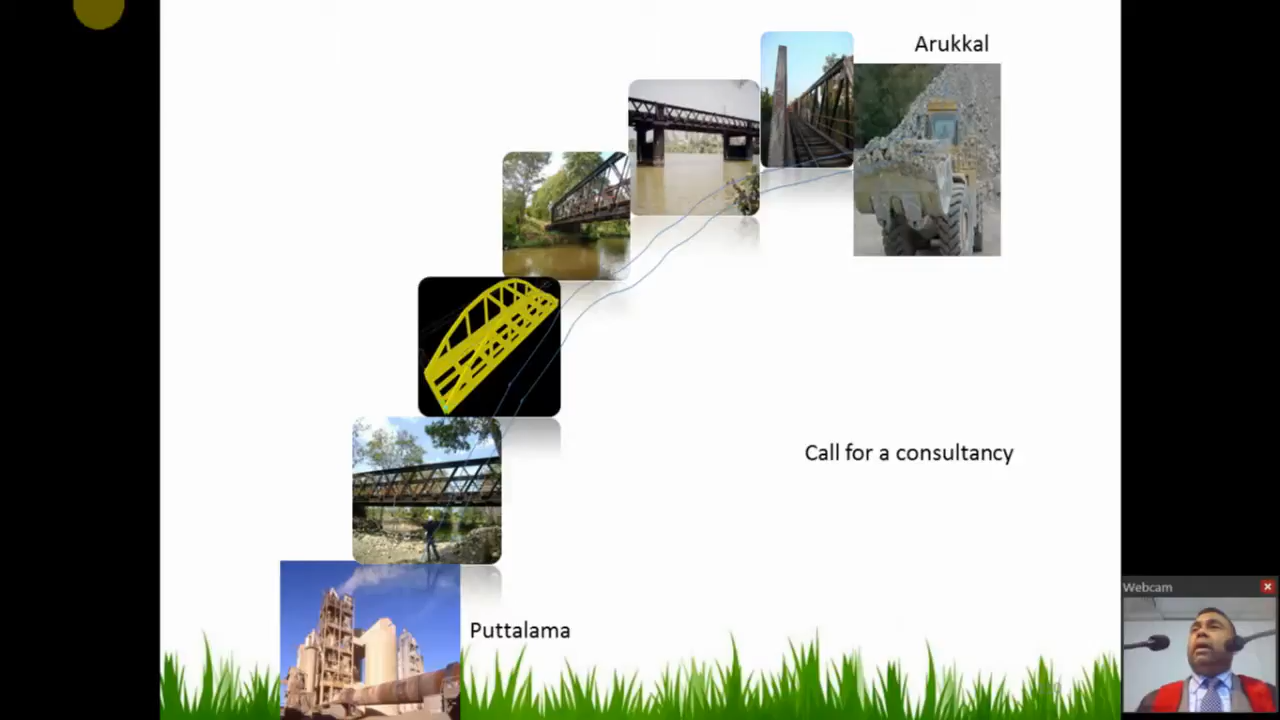 Arukkal
Call for a consultancy
Webcam
Puttalama